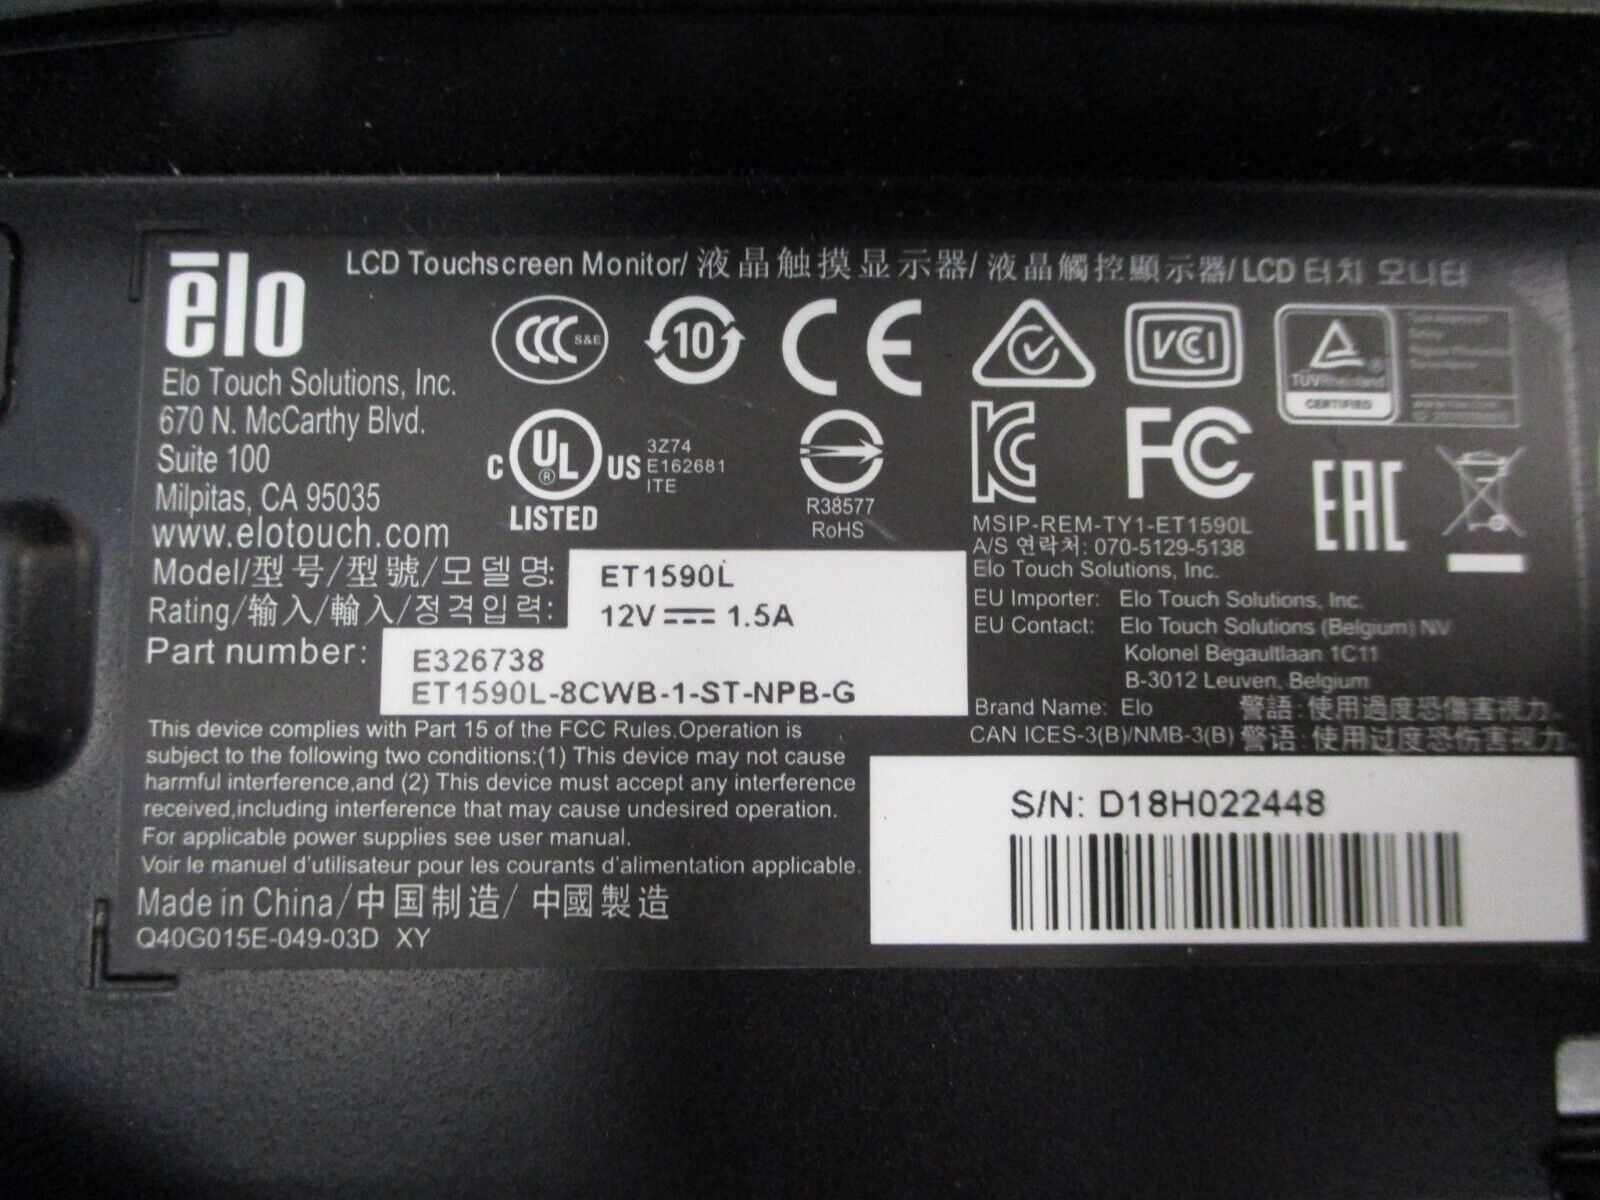 ēlo
LCD Touchscreen Monitor/液晶触摸显示器/液晶觸控顯示器/LCD 터치 모니터
Elo Touch Solutions, Inc.
670 N. McCarthy Blvd.
Suite 100
Milpitas, CA 95035
www.elotouch.com
CCC S&E
10
CE
VCI
TÜVRheinland
CERTIFIED
C UL ® US
LISTED
3Z74
E162681
ITE
R38577
RoHS
KC
FC
EAC
MSIP-REM-TY1-ET1590L
A/S 연락처: 070-5129-5138
Elo Touch Solutions, Inc.
Model/型号/型號/모델명: ET1590L
Rating/输入/輸入/정격입력: 12V 1.5A
Part number: E326738
ET1590L-8CWB-1-ST-NPB-G
EU Importer: Elo Touch Solutions, Inc.
EU Contact: Elo Touch Solutions (Belgium) NV
Kolonel Begaultlaan 1C11
B-3012 Leuven, Belgium
Brand Name: Elo 警語:使用過度恐傷害視力.
CAN ICES-3(B)/NMB-3(B) 警语:使用过度恐伤害视力.
This device complies with Part 15 of the FCC Rules.Operation is
subject to the following two conditions:(1) This device may not cause
harmful interference,and (2) This device must accept any interference
received,including interference that may cause undesired operation.
For applicable power supplies see user manual.
Voir le manuel d'utilisateur pour les courants d'alimentation applicable.
Made in China/中国制造/ 中國製造
Q40G015E-049-03D XY
S/N: D18H022448